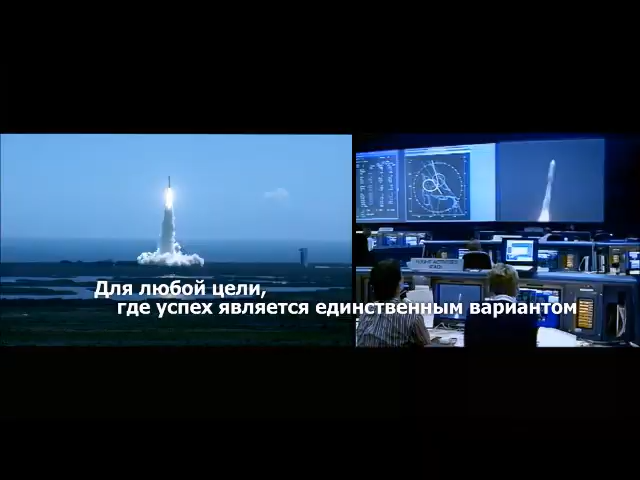 Для любой цели,
где успех является единственным вариантом